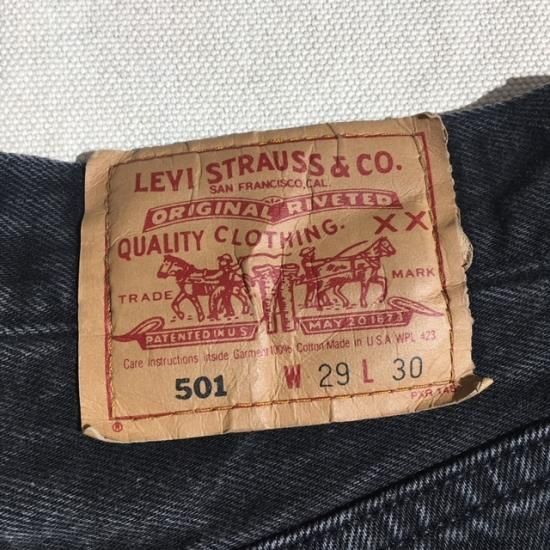 LEVI STRAUSS & CO.
SAN FRANCISCO, CAL.
ORIGINAL RIVETED
QUALITY CLOTHING. XX
TRADE MARK
PATENTED IN U.S. MAY 20 1873
Care instructions inside Garment 100% Cotton Made in U.S.A. WPL 423
501 W 29 L 30
®